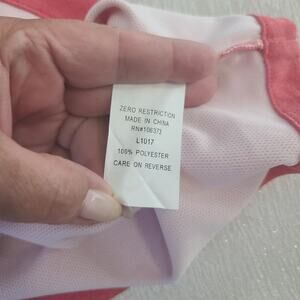 ZERO RESTRICTION
MADE IN CHINA
RN#106373
L1017
100% POLYESTER
CARE ON REVERSE